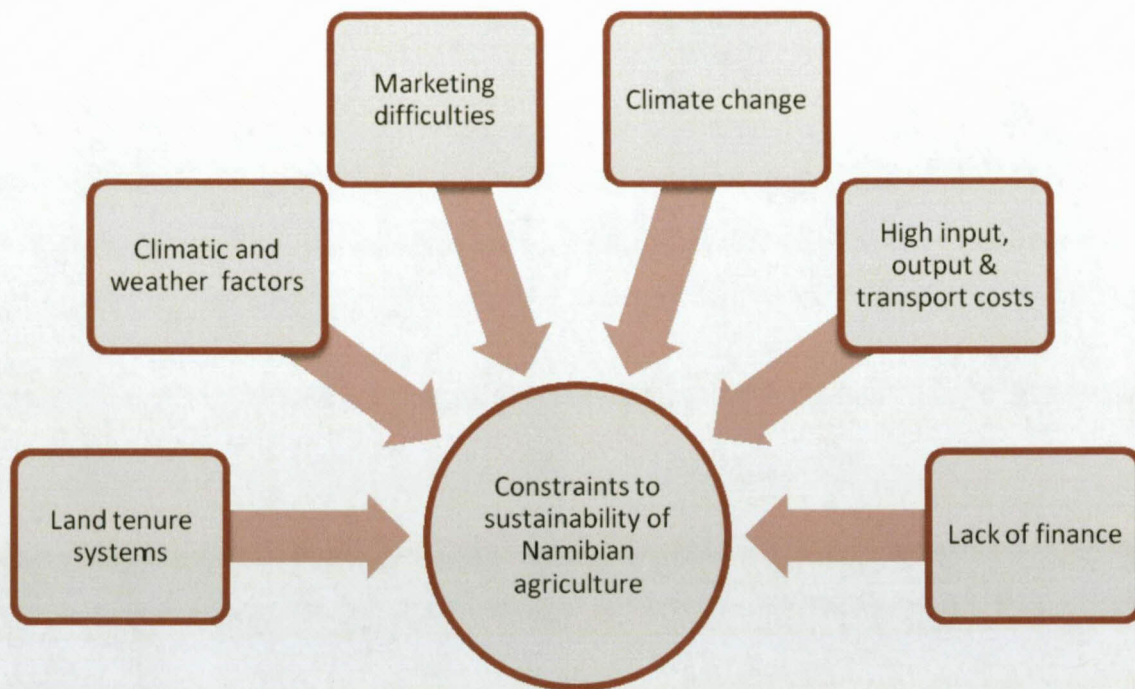 Marketing
difficulties
Climate change
Climatic and
weather factors
High input,
output &
transport costs
Land tenure
systems
Constraints to
sustainability of
Namibian
agriculture
Lack of finance